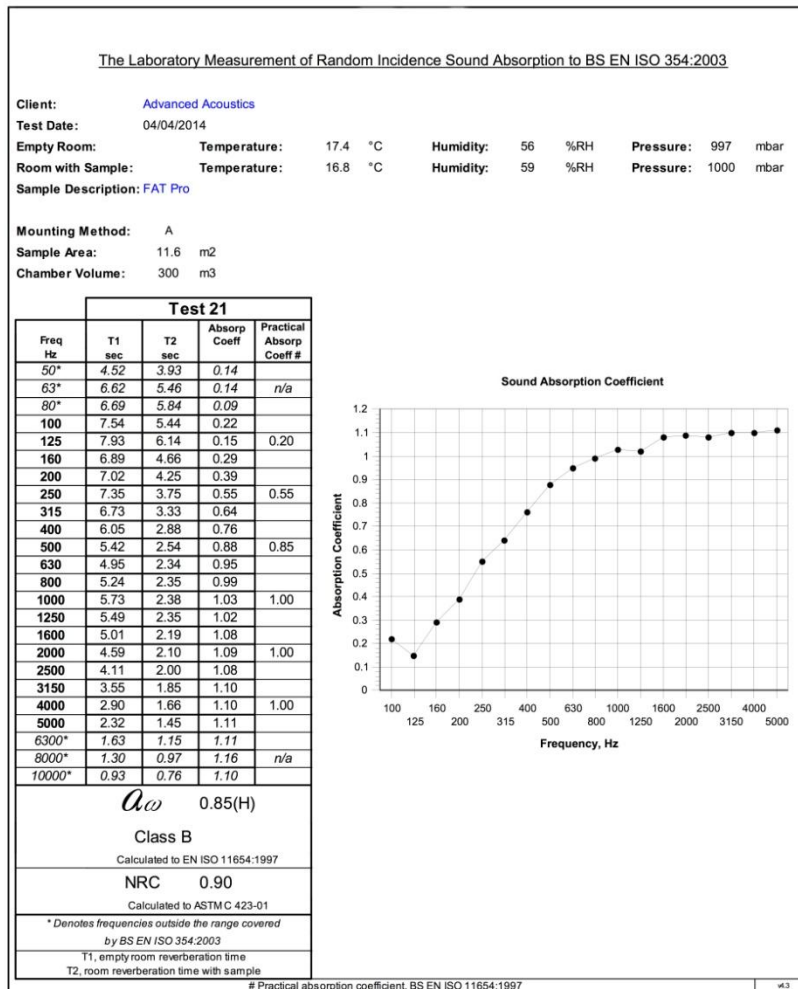 The Laboratory Measurement of Random Incidence Sound Absorption to BS EN ISO 354:2003
Client: Advanced Acoustics
Test Date: 04/04/2014
Empty Room: Temperature: 17.4 °C Humidity: 56 %RH Pressure: 997 mbar
Room with Sample: Temperature: 16.8 °C Humidity: 59 %RH Pressure: 1000 mbar
Sample Description: FAT Pro
Mounting Method: A
Sample Area: 11.6 m2
Chamber Volume: 300 m3
Test 21
Freq Hz T1 sec T2 sec Absorp Coeff Practical Absorp Coeff #
50* 4.52 3.93 0.14
63* 6.62 5.46 0.14 n/a
80* 6.69 5.84 0.09
100 7.54 5.44 0.22
125 7.93 6.14 0.15 0.20
160 6.89 4.66 0.29
200 7.02 4.25 0.39
250 7.35 3.75 0.55 0.55
315 6.73 3.33 0.64
400 6.05 2.88 0.76
500 5.42 2.54 0.88 0.85
630 4.95 2.34 0.95
800 5.24 2.35 0.99
1000 5.73 2.38 1.03 1.00
1250 5.49 2.35 1.02
1600 5.01 2.19 1.08
2000 4.59 2.10 1.09 1.00
2500 4.11 2.00 1.08
3150 3.55 1.85 1.10
4000 2.90 1.66 1.10 1.00
5000 2.32 1.45 1.11
6300* 1.63 1.15 1.11
8000* 1.30 0.97 1.16 n/a
10000* 0.93 0.76 1.10
αω 0.85(H)
Class B
Calculated to EN ISO 11654:1997
NRC 0.90
Calculated to ASTM C 423-01
* Denotes frequencies outside the range covered
by BS EN ISO 354:2003
T1, empty room reverberation time
T2, room reverberation time with sample
Sound Absorption Coefficient
Absorption Coefficient
1.2
1.1
1
0.9
0.8
0.7
0.6
0.5
0.4
0.3
0.2
0.1
0
100 160 250 400 630 1000 1600 2500 4000
125 200 315 500 800 1250 2000 3150 5000
Frequency, Hz
# Practical absorption coefficient, BS EN ISO 11654:1997
v4.3